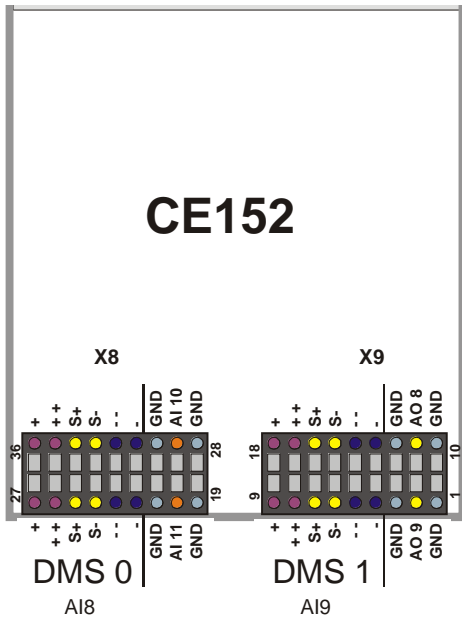 CE152
X8 X9
+ ++ S+ S- -- - GND AI 10 GND + ++ S+ S- -- - GND AO 8 GND
36 28 18 10
27 19 9 1
+ ++ S+ S- -- - GND AI 11 GND + ++ S+ S- -- - GND AO 9 GND
DMS 0 DMS 1
AI8 AI9